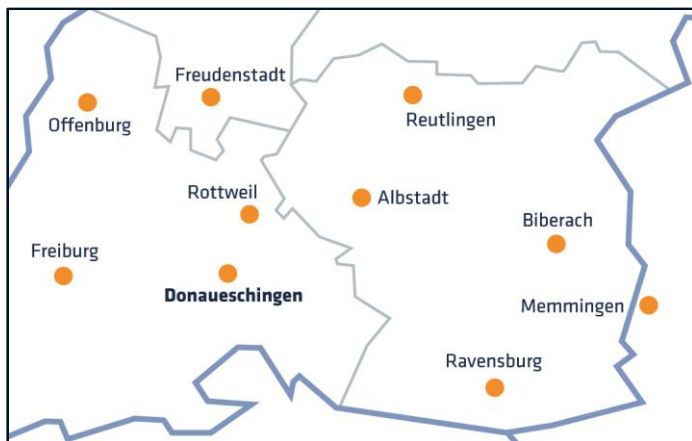 Freudenstadt
Offenburg
Reutlingen
Rottweil
Albstadt
Biberach
Freiburg
Donaueschingen
Memmingen
Ravensburg